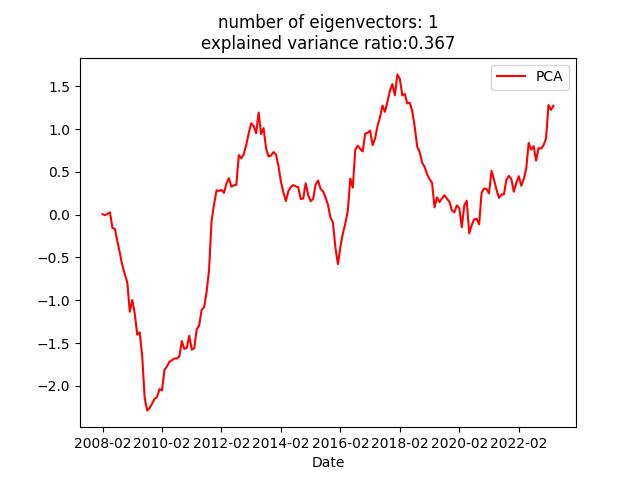 number of eigenvectors: 1
explained variance ratio:0.367
PCA
1.5
1.0
0.5
0.0
−0.5
−1.0
−1.5
−2.0
2008-02 2010-02 2012-02 2014-02 2016-02 2018-02 2020-02 2022-02
Date